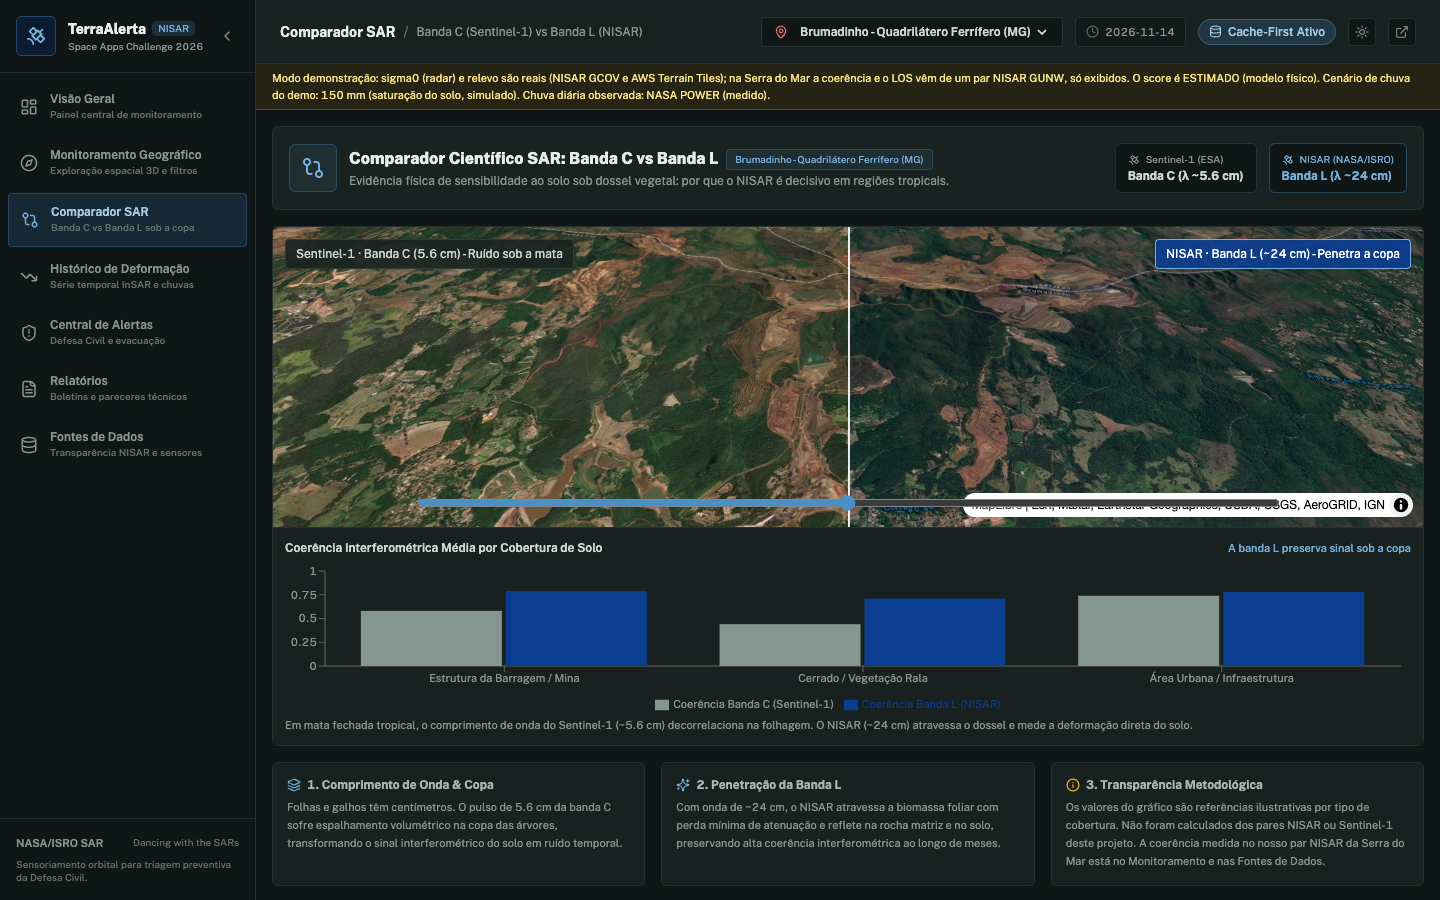 TerraAlerta NISAR
Space Apps Challenge 2026
Visão Geral
Painel central de monitoramento
Monitoramento Geográfico
Exploração espacial 3D e filtros
Comparador SAR
Banda C vs Banda L sob a copa
Histórico de Deformação
Série temporal InSAR e chuvas
Central de Alertas
Defesa Civil e evacuação
Relatórios
Boletins e pareceres técnicos
Fontes de Dados
Transparência NISAR e sensores
NASA/ISRO SAR Dancing with the SARs
Sensoriamento orbital para triagem preventiva
da Defesa Civil.
Comparador SAR / Banda C (Sentinel-1) vs Banda L (NISAR)
Brumadinho - Quadrilátero Ferrífero (MG)
2026-11-14
Cache-First Ativo
Modo demonstração: sigma0 (radar) e relevo são reais (NISAR GCOV e AWS Terrain Tiles); na Serra do Mar a coerência e o LOS vêm de um par NISAR GUNW, só exibidos. O score é ESTIMADO (modelo físico). Cenário de chuva
do demo: 150 mm (saturação do solo, simulado). Chuva diária observada: NASA POWER (medido).
Comparador Científico SAR: Banda C vs Banda L
Brumadinho - Quadrilátero Ferrífero (MG)
Evidência física de sensibilidade ao solo sob dossel vegetal: por que o NISAR é decisivo em regiões tropicais.
Sentinel-1 (ESA)
Banda C (λ ~5.6 cm)
NISAR (NASA/ISRO)
Banda L (λ ~24 cm)
Sentinel-1 · Banda C (5.6 cm) - Ruído sob a mata
NISAR · Banda L (~24 cm) - Penetra a copa
MapLibre | Esri, Maxar, Earthstar Geographics, USDA, USGS, AeroGRID, IGN
Coerência Interferométrica Média por Cobertura de Solo
A banda L preserva sinal sob a copa
1
0.75
0.5
0.25
0
Estrutura da Barragem / Mina
Cerrado / Vegetação Rala
Área Urbana / Infraestrutura
Coerência Banda C (Sentinel-1)
Coerência Banda L (NISAR)
Em mata fechada tropical, o comprimento de onda do Sentinel-1 (~5.6 cm) decorrelaciona na folhagem. O NISAR (~24 cm) atravessa o dossel e mede a deformação direta do solo.
1. Comprimento de Onda & Copa
Folhas e galhos têm centímetros. O pulso de 5.6 cm da banda C
sofre espalhamento volumétrico na copa das árvores,
transformando o sinal interferométrico do solo em ruído temporal.
2. Penetração da Banda L
Com onda de ~24 cm, o NISAR atravessa a biomassa foliar com
perda mínima de atenuação e reflete na rocha matriz e no solo,
preservando alta coerência interferométrica ao longo de meses.
3. Transparência Metodológica
Os valores do gráfico são referências ilustrativas por tipo de
cobertura. Não foram calculados dos pares NISAR ou Sentinel-1
deste projeto. A coerência medida no nosso par NISAR da Serra do
Mar está no Monitoramento e nas Fontes de Dados.